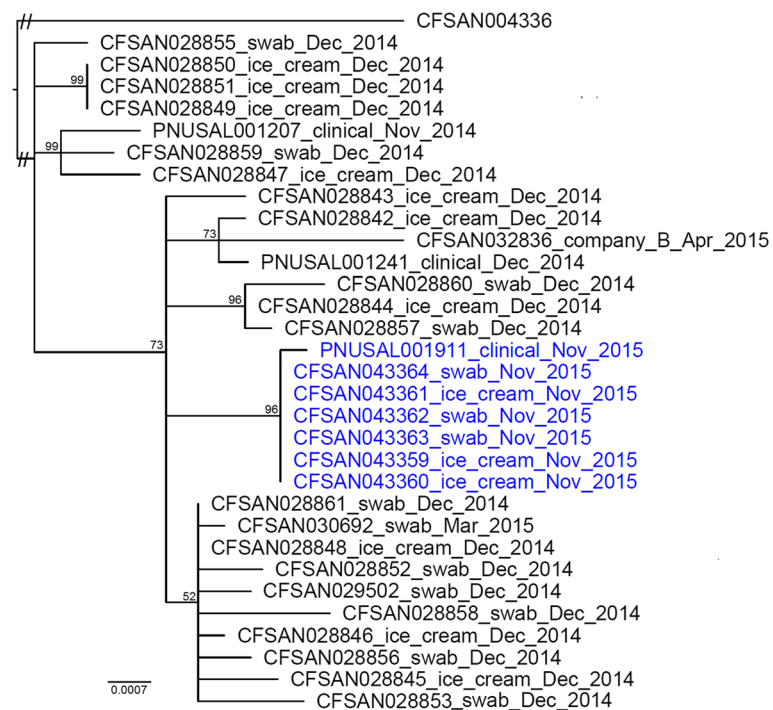 CFSAN004336
CFSAN028855_swab_Dec_2014
CFSAN028850_ice_cream_Dec_2014
99
CFSAN028851_ice_cream_Dec_2014
CFSAN028849_ice_cream_Dec_2014
PNUSAL001207_clinical_Nov_2014
99
CFSAN028859_swab_Dec_2014
CFSAN028847_ice_cream_Dec_2014
CFSAN028843_ice_cream_Dec_2014
CFSAN028842_ice_cream_Dec_2014
73
CFSAN032836_company_B_Apr_2015
PNUSAL001241_clinical_Dec_2014
CFSAN028860_swab_Dec_2014
96
CFSAN028844_ice_cream_Dec_2014
CFSAN028857_swab_Dec_2014
73
PNUSAL001911_clinical_Nov_2015
CFSAN043364_swab_Nov_2015
CFSAN043361_ice_cream_Nov_2015
96
CFSAN043362_swab_Nov_2015
CFSAN043363_swab_Nov_2015
CFSAN043359_ice_cream_Nov_2015
CFSAN043360_ice_cream_Nov_2015
CFSAN028861_swab_Dec_2014
CFSAN030692_swab_Mar_2015
CFSAN028848_ice_cream_Dec_2014
CFSAN028852_swab_Dec_2014
52
CFSAN029502_swab_Dec_2014
CFSAN028858_swab_Dec_2014
CFSAN028846_ice_cream_Dec_2014
CFSAN028856_swab_Dec_2014
CFSAN028845_ice_cream_Dec_2014
0.0007
CFSAN028853_swab_Dec_2014